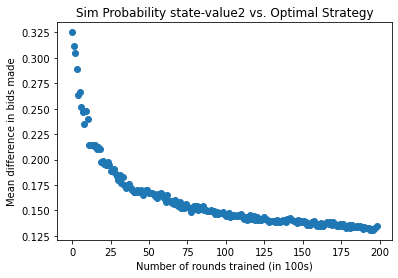 Sim Probability state-value2 vs. Optimal Strategy
Mean difference in bids made
0.325
0.300
0.275
0.250
0.225
0.200
0.175
0.150
0.125
0 25 50 75 100 125 150 175 200
Number of rounds trained (in 100s)